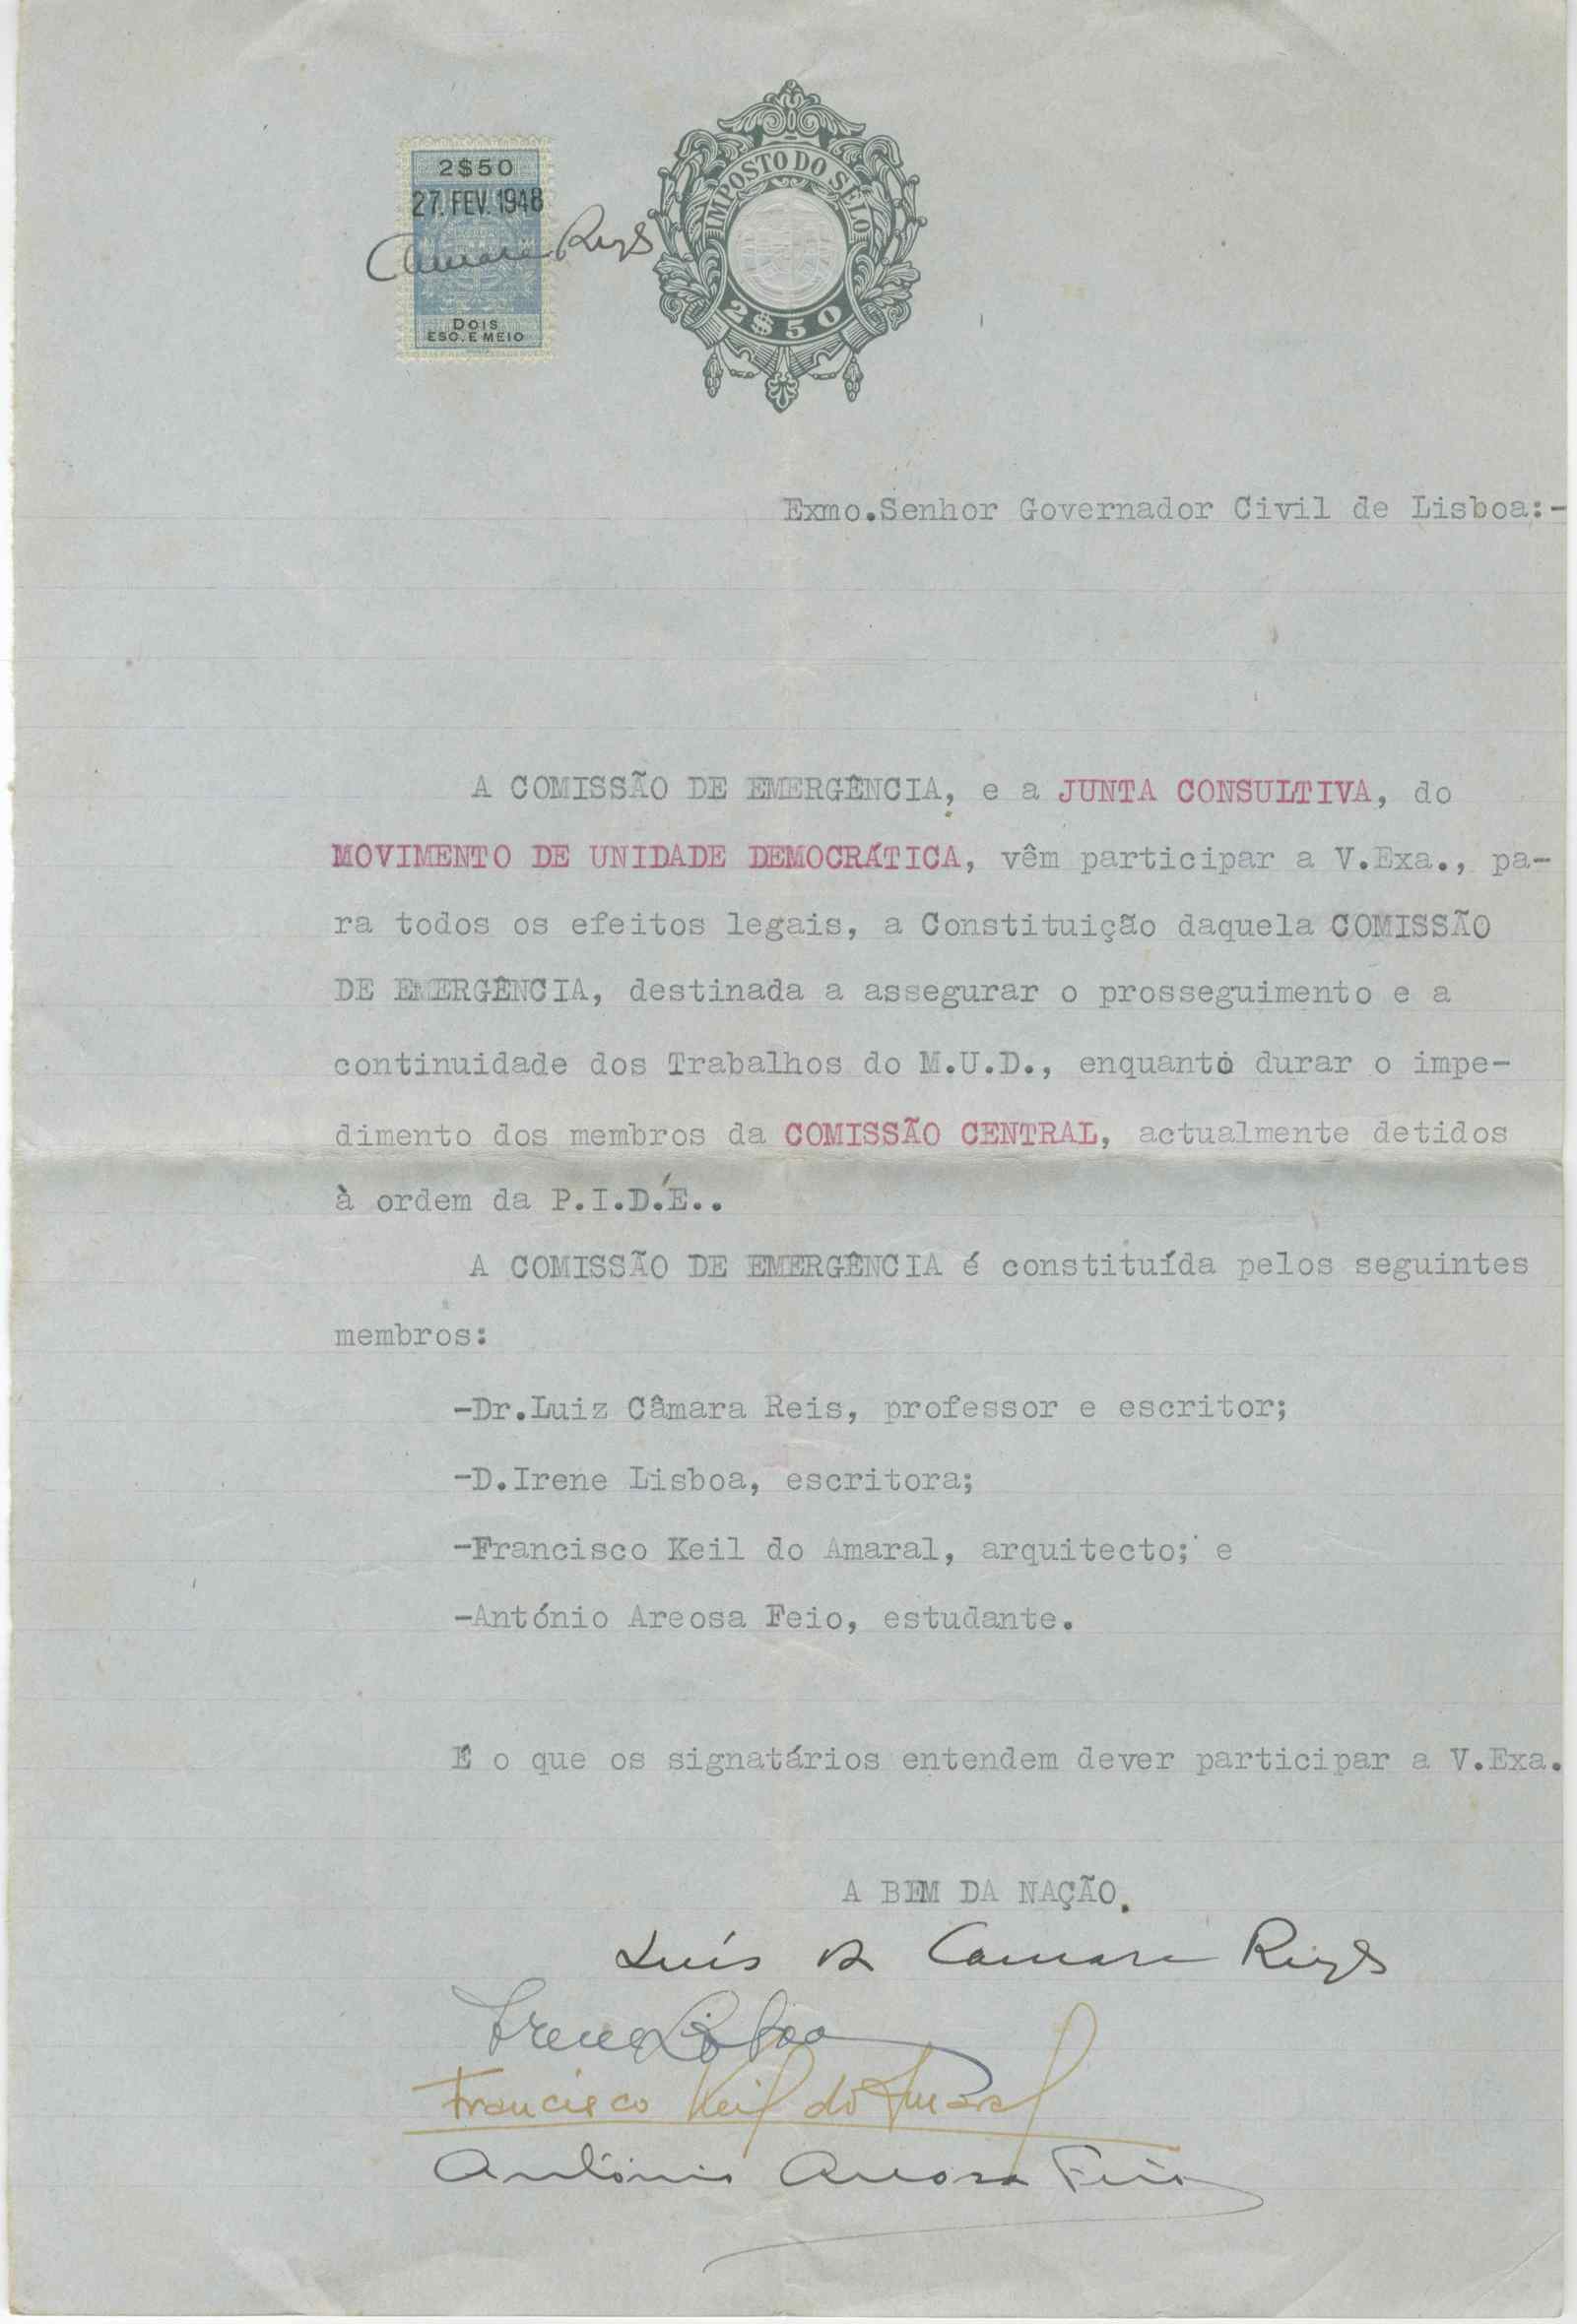 2$50
27. FEV. 1948
Camara Reys
DOIS
ESC. E MEIO
IMPOSTO DO SELO
2$50
Exmo.Senhor Governador Civil de Lisboa:-
A COMISSÃO DE EMERGÊNCIA, e a JUNTA CONSULTIVA, do
MOVIMENTO DE UNIDADE DEMOCRÁTICA, vêm participar a V.Exa., pa-
ra todos os efeitos legais, a Constituição daquela COMISSÃO
DE EMERGÊNCIA, destinada a assegurar o prosseguimento e a
continuidade dos Trabalhos do M.U.D., enquanto durar o impe-
dimento dos membros da COMISSÃO CENTRAL, actualmente detidos
à ordem da P.I.D.E..
A COMISSÃO DE EMERGÊNCIA é constituída pelos seguintes
membros:
-Dr.Luiz Câmara Reis, professor e escritor;
-D.Irene Lisboa, escritora;
-Francisco Keil do Amaral, arquitecto; e
-António Areosa Feio, estudante.
É o que os signatários entendem dever participar a V.Exa.
A BEM DA NAÇÃO.
Luís da Camara Reys
Irene Lisboa
Francisco Keil do Amaral
António Areosa Feio